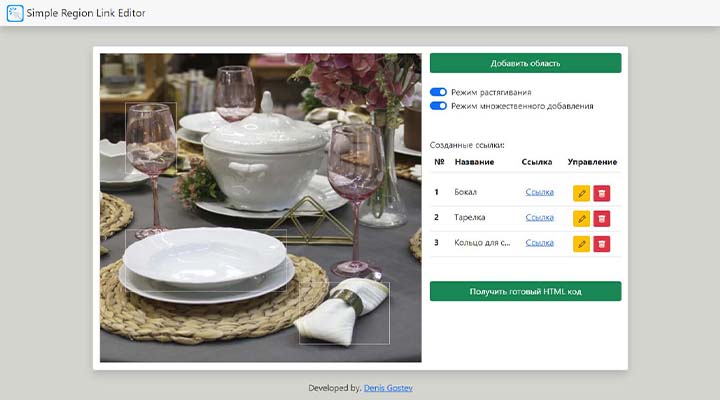 Simple Region Link Editor
Добавить область
Режим растягивания
Режим множественного добавления
Созданные ссылки:
№ Название Ссылка Управление
1 Бокал Ссылка
2 Тарелка Ссылка
3 Кольцо для с... Ссылка
Получить готовый HTML код
Developed by. Denis Gostev